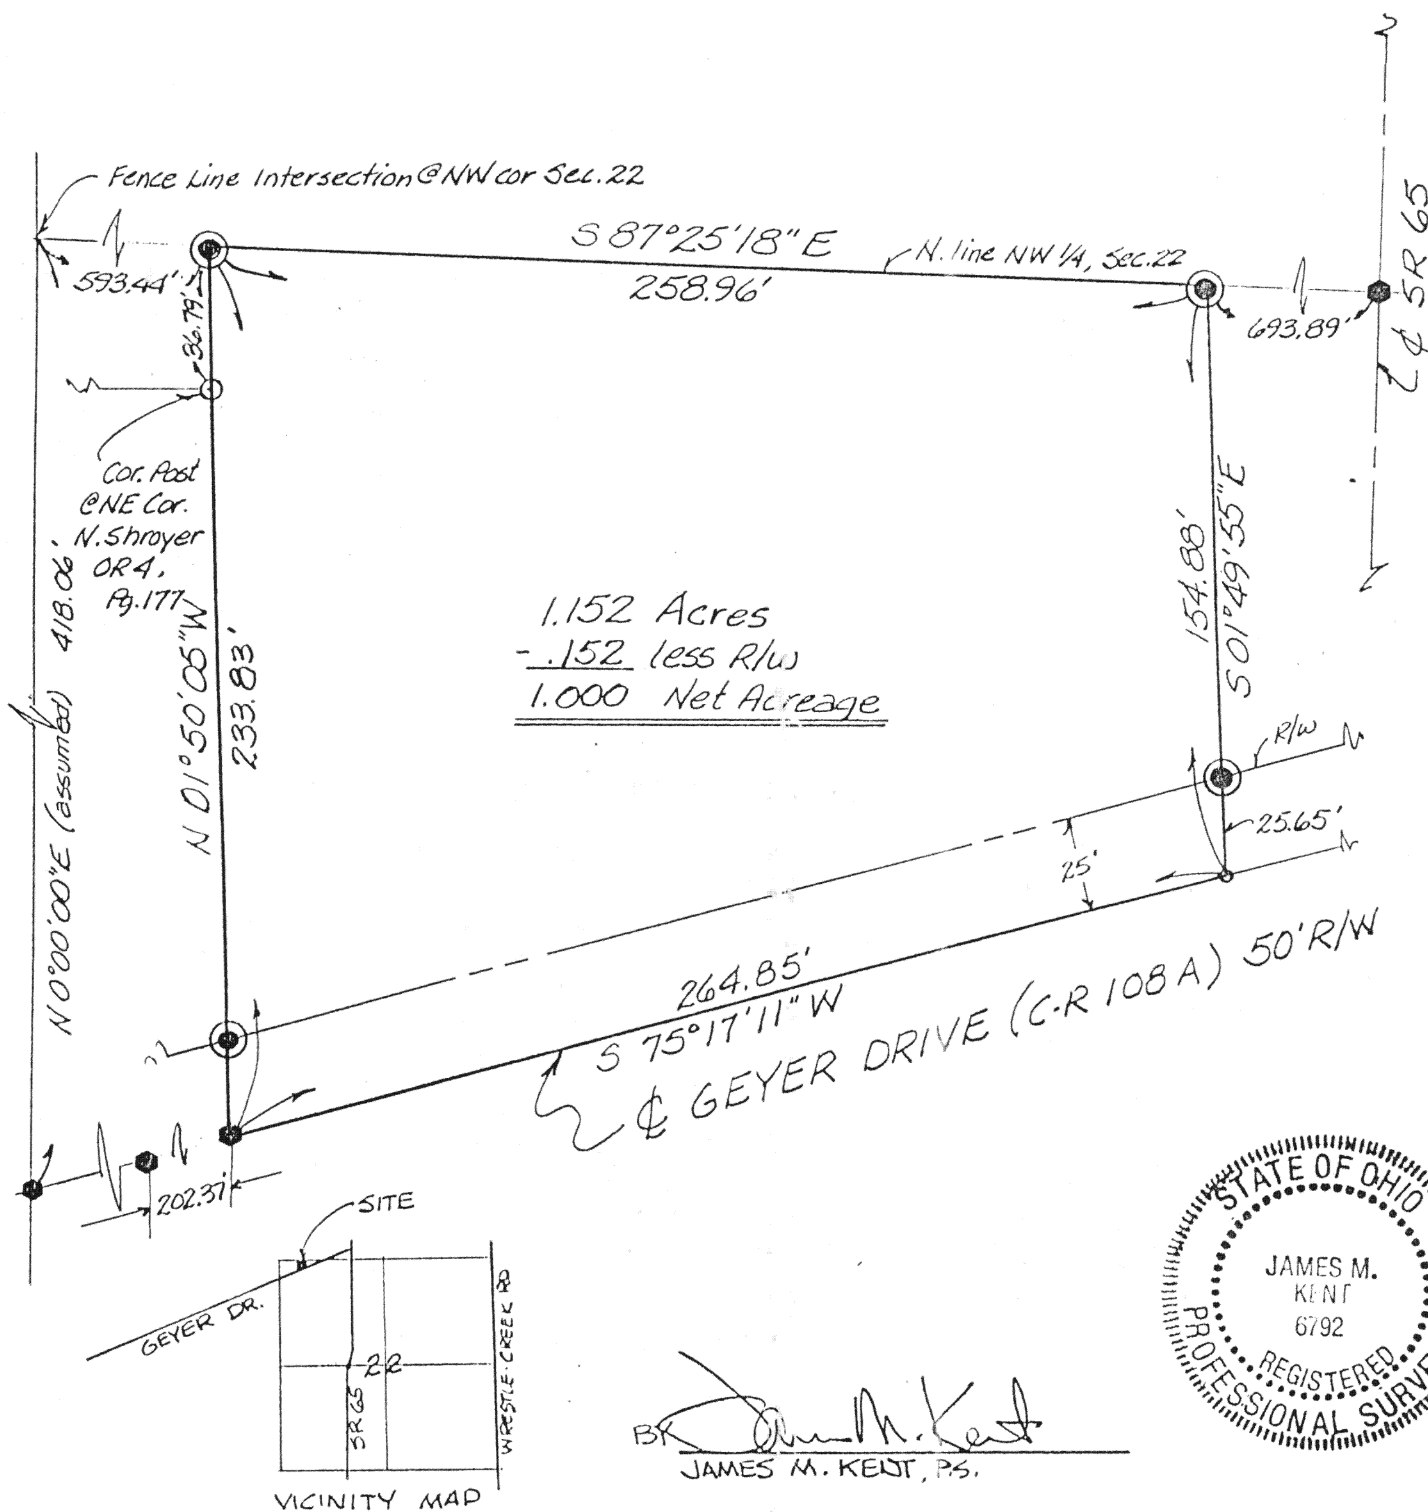 Fence Line Intersection @ NW cor Sec. 22
S 87°25'18" E
N. line NW 1/4, Sec. 22
258.96'
593.44'
36.79'
693.89'
℄ SR 65
Cor. Post
@ NE Cor.
N. Shroyer
OR 4,
Pg. 177
N 0°00'00" E (assumed) 418.06'
N 01°50'05" W
233.83'
1.152 Acres
- .152 less R/W
1.000 Net Acreage
154.88'
S 01°49'55" E
R/W
25.65'
25'
264.85'
S 75°17'11" W
℄ GEYER DRIVE (C-R 108 A) 50' R/W
202.37'
SITE
GEYER DR.
22
SR 65
WRESTLE-CREEK RD
VICINITY MAP
BY James M. Kent
JAMES M. KENT, P.S.
STATE OF OHIO
JAMES M.
KENT
6792
REGISTERED
PROFESSIONAL SURVE